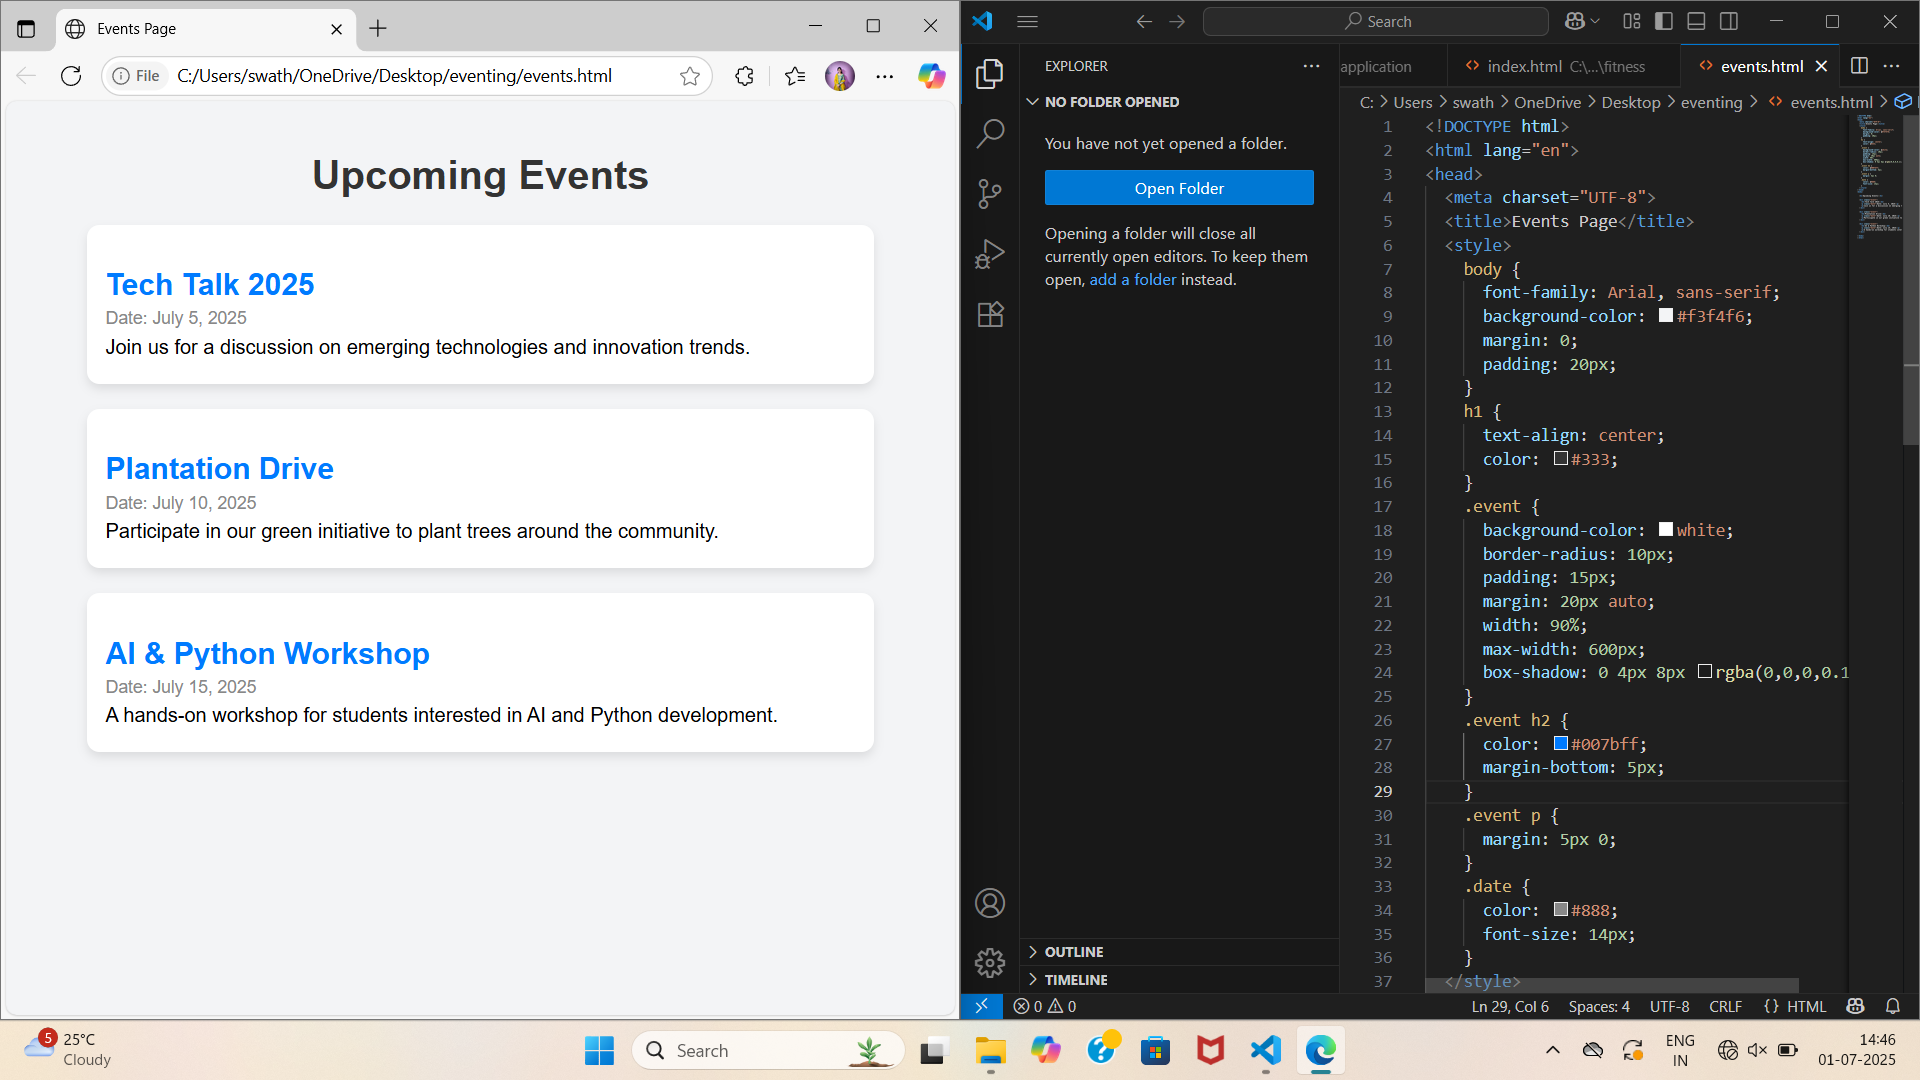 Events Page
File C:/Users/swath/OneDrive/Desktop/eventing/events.html
Upcoming Events
Tech Talk 2025
Date: July 5, 2025
Join us for a discussion on emerging technologies and innovation trends.
Plantation Drive
Date: July 10, 2025
Participate in our green initiative to plant trees around the community.
AI & Python Workshop
Date: July 15, 2025
A hands-on workshop for students interested in AI and Python development.
Search
EXPLORER
NO FOLDER OPENED
You have not yet opened a folder.
Open Folder
Opening a folder will close all
currently open editors. To keep them
open, add a folder instead.
OUTLINE
TIMELINE
application index.html C:\...\fitness events.html
C: > Users > swath > OneDrive > Desktop > eventing > events.html >
1 <!DOCTYPE html>
2 <html lang="en">
3 <head>
4 <meta charset="UTF-8">
5 <title>Events Page</title>
6 <style>
7 body {
8 font-family: Arial, sans-serif;
9 background-color: #f3f4f6;
10 margin: 0;
11 padding: 20px;
12 }
13 h1 {
14 text-align: center;
15 color: #333;
16 }
17 .event {
18 background-color: white;
19 border-radius: 10px;
20 padding: 15px;
21 margin: 20px auto;
22 width: 90%;
23 max-width: 600px;
24 box-shadow: 0 4px 8px rgba(0,0,0,0.1
25 }
26 .event h2 {
27 color: #007bff;
28 margin-bottom: 5px;
29 }
30 .event p {
31 margin: 5px 0;
32 }
33 .date {
34 color: #888;
35 font-size: 14px;
36 }
37 </style>
0 0 Ln 29, Col 6 Spaces: 4 UTF-8 CRLF {} HTML
5 25°C
Cloudy
Search
ENG
IN
14:46
01-07-2025